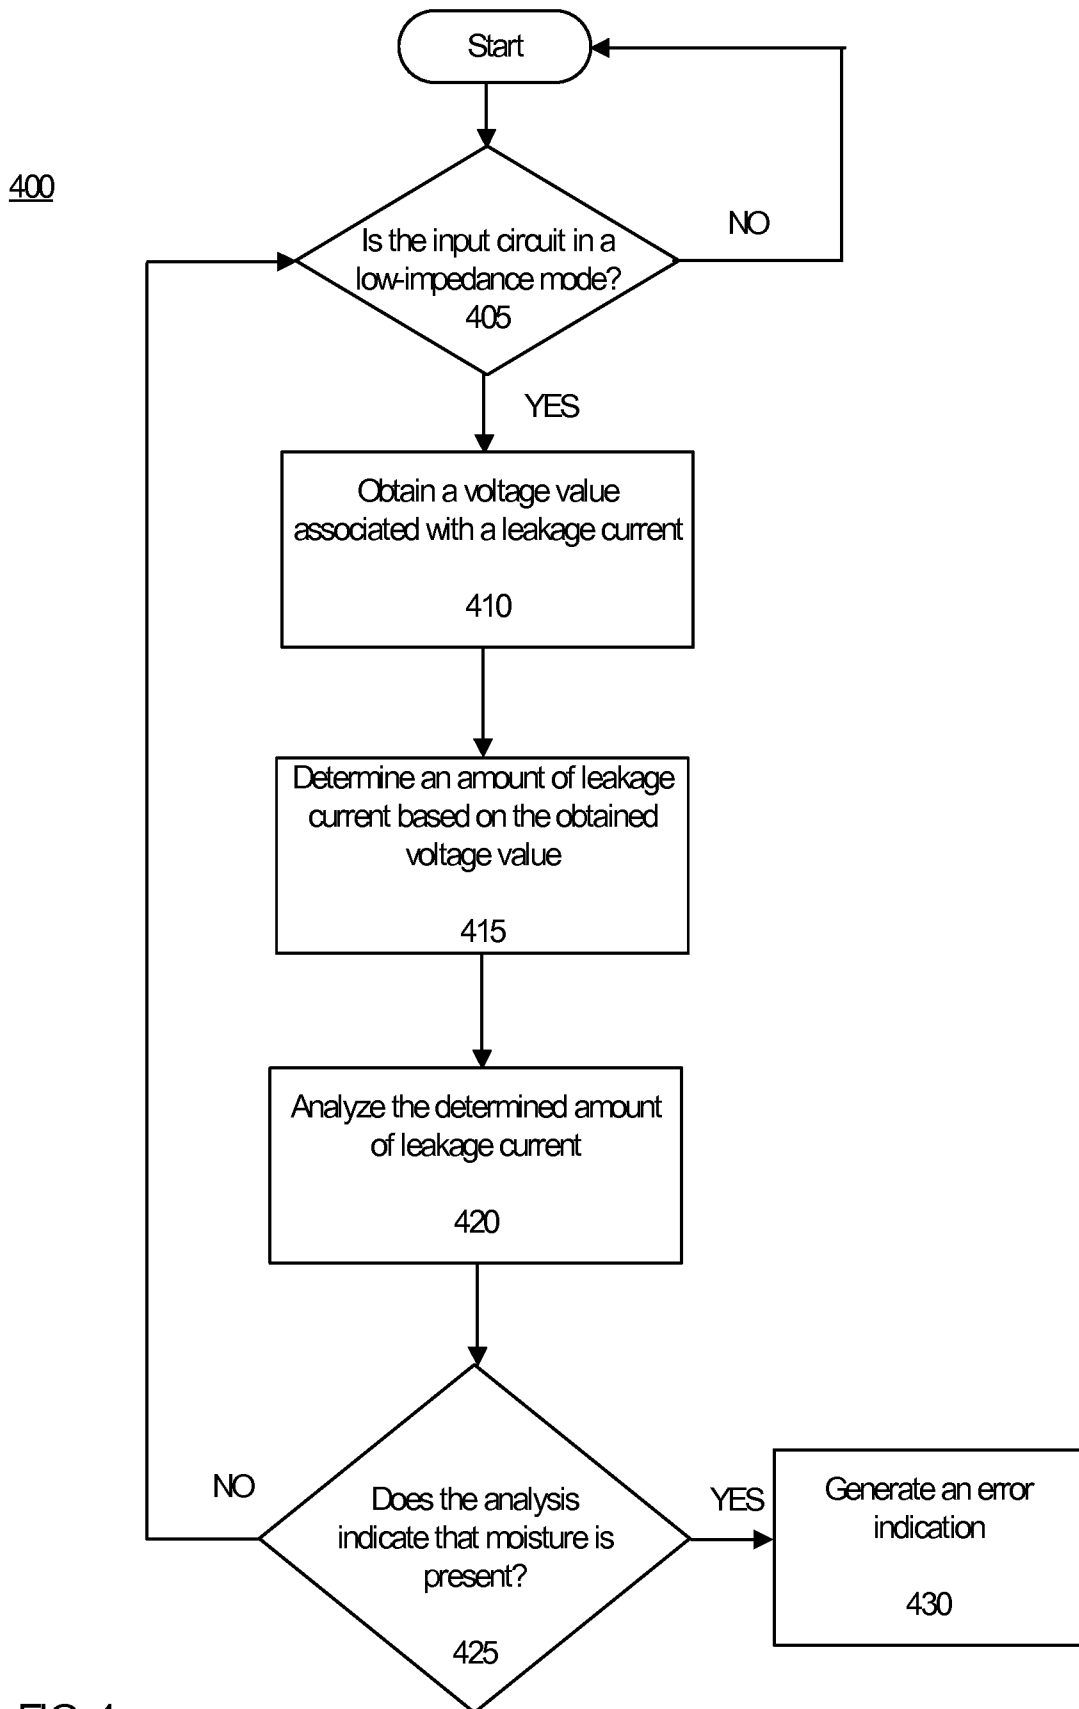 Start
400
NO
Is the input circuit in a
low-impedance mode?
405
YES
Obtain a voltage value
associated with a leakage current
410
Determine an amount of leakage
current based on the obtained
voltage value
415
Analyze the determined amount
of leakage current
420
NO
Does the analysis
indicate that moisture is
present?
425
YES
Generate an error
indication
430